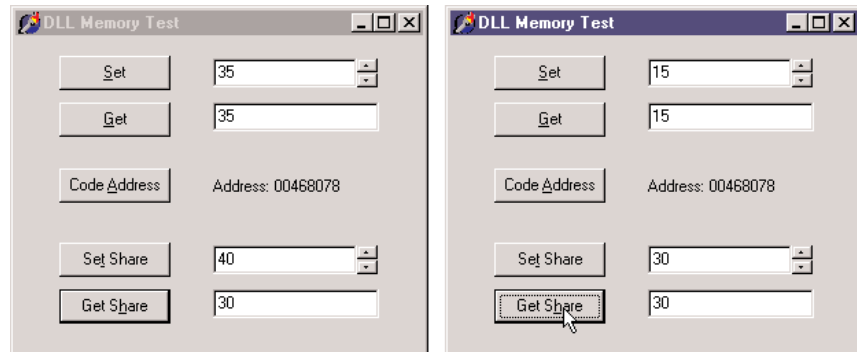 DLL Memory Test
Set 35
Get 35
Code Address Address: 00468078
Set Share 40
Get Share 30
DLL Memory Test
Set 15
Get 15
Code Address Address: 00468078
Set Share 30
Get Share 30